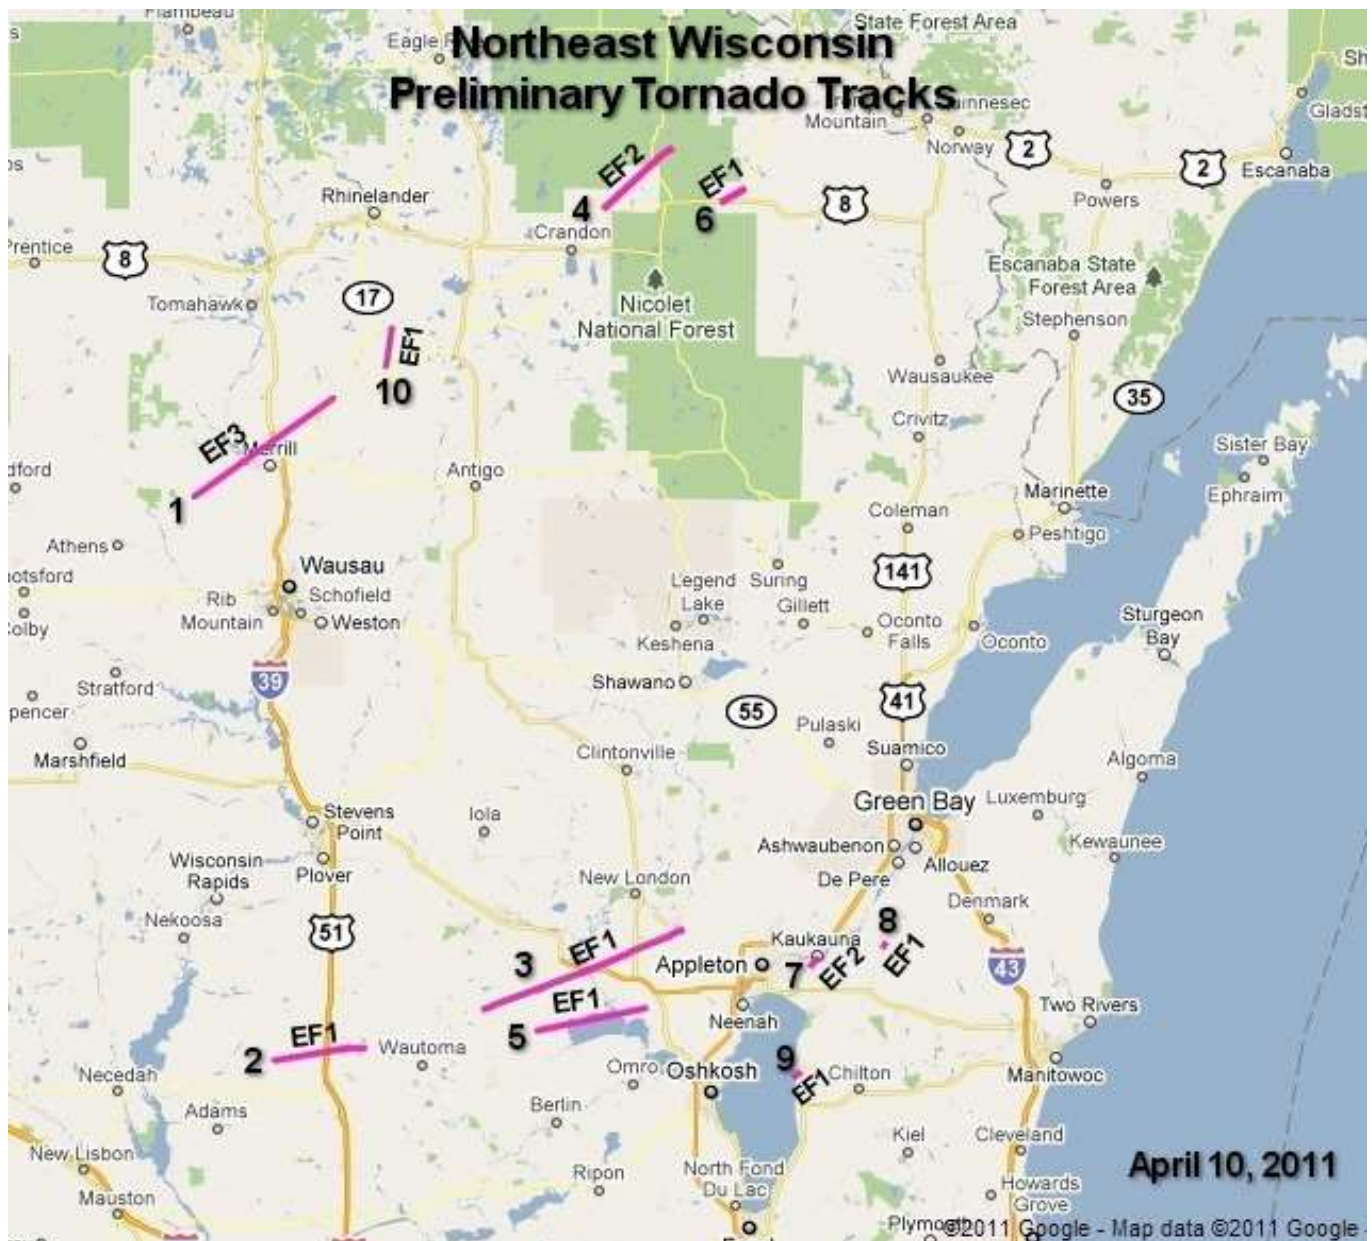 Flambeau
State Forest Area
Northeast Wisconsin
Preliminary Tornado Tracks
Mountain
Norway
2
2
Gladst
Escanaba
Powers
EF2
EF1
4
6
8
Rhinelander
Crandon
Prentice
8
Tomahawk
17
Nicolet
National Forest
Escanaba State
Forest Area
Stephenson
EF1
10
Wausaukee
35
Crivitz
EF3
Merrill
1
Antigo
Sister Bay
Ephraim
Marinette
Coleman
Peshtigo
Athens
141
Wausau
Schofield
Rib
Mountain
Weston
Legend
Lake
Suring
Gillett
Keshena
Oconto
Falls
Oconto
Sturgeon
Bay
39
Stratford
Shawano
55
41
Pulaski
Suamico
Marshfield
Clintonville
Algoma
Green Bay
Luxemburg
Stevens
Point
Iola
Ashwaubenon
Allouez
Kewaunee
Wisconsin
Rapids
Plover
New London
De Pere
Denmark
Nekoosa
51
8
EF1
Kaukauna
7
EF2
3
EF1
Appleton
43
EF1
5
Neenah
Two Rivers
EF1
2
Wautoma
Omro
Oshkosh
9
EF1
Chilton
Manitowoc
Necedah
Adams
Berlin
Kiel
Cleveland
New Lisbon
Ripon
North Fond
Du Lac
April 10, 2011
Mauston
Howards
Grove
Plymouth
©2011 Google - Map data ©2011 Google -